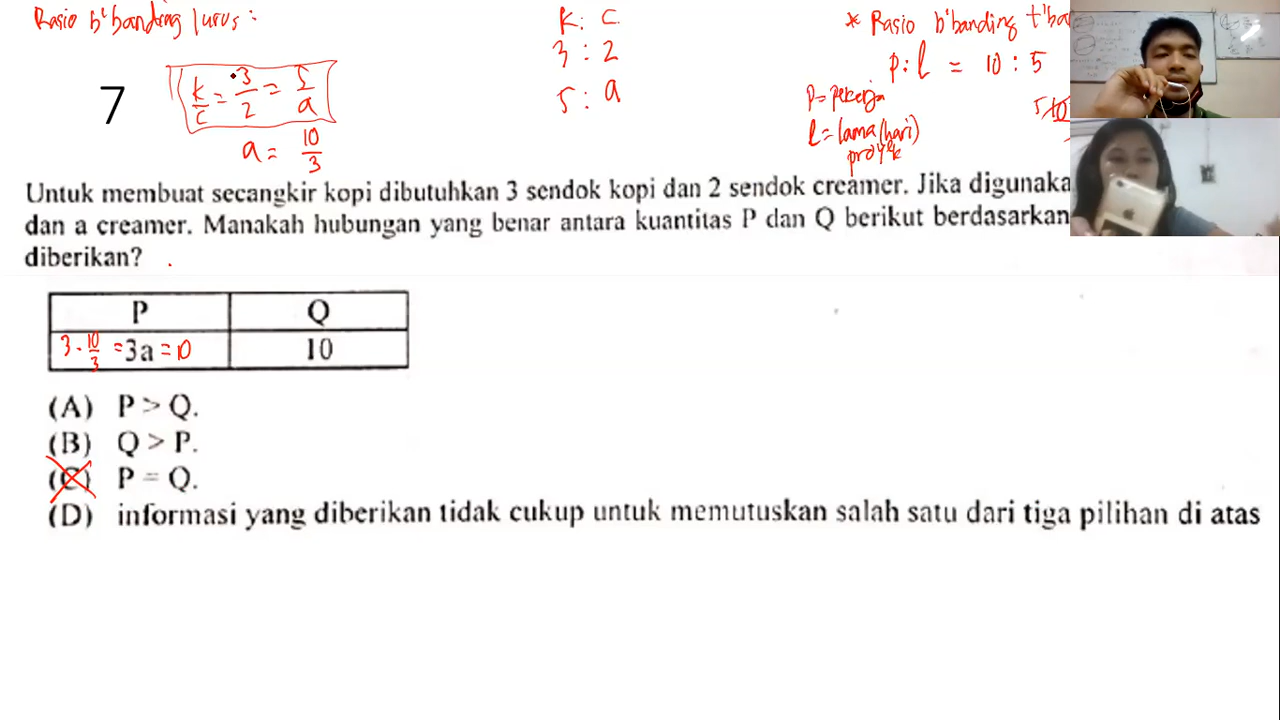 Rasio b'banding lurus :
K : C
* Rasio b'banding t'ba
3 : 2
p : l = 10 : 5
7
K/C = 3/2 = 5/a
5 : a
P = pekerja
5 10
l = lama (hari)
proyek
a = 10/3
Untuk membuat secangkir kopi dibutuhkan 3 sendok kopi dan 2 sendok creamer. Jika digunaka
dan a creamer. Manakah hubungan yang benar antara kuantitas P dan Q berikut berdasarkan
diberikan?
P Q
3 . 10/3 = 3a = 10 10
(A) P > Q.
(B) Q > P.
(C) P = Q.
(D) informasi yang diberikan tidak cukup untuk memutuskan salah satu dari tiga pilihan di atas